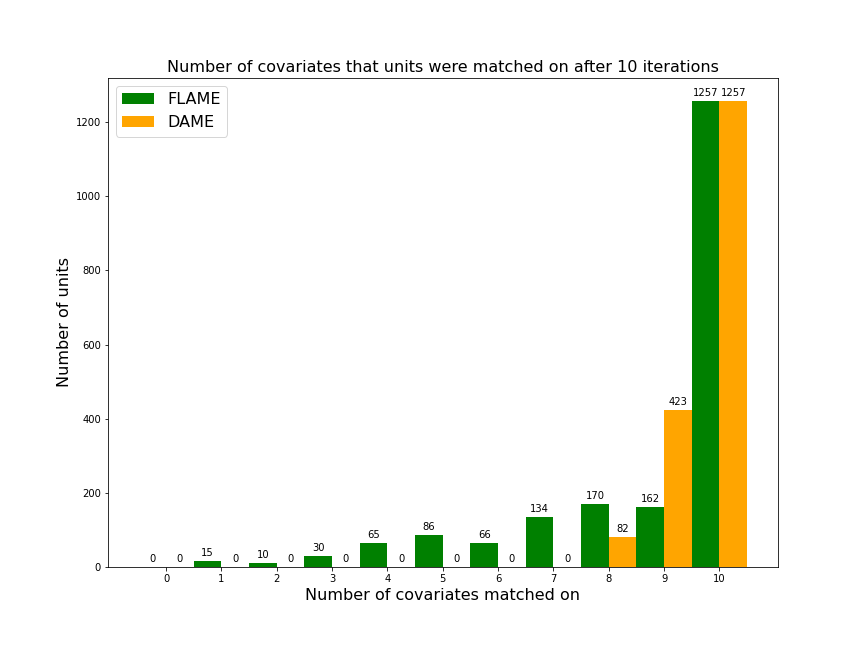 Number of covariates that units were matched on after 10 iterations
FLAME
DAME
1257 1257
423
170
162
134
82
86
65
66
30
15
10
0 0 0 0 0 0 0 0 0
1200
1000
800
600
400
200
0
Number of units
0 1 2 3 4 5 6 7 8 9 10
Number of covariates matched on